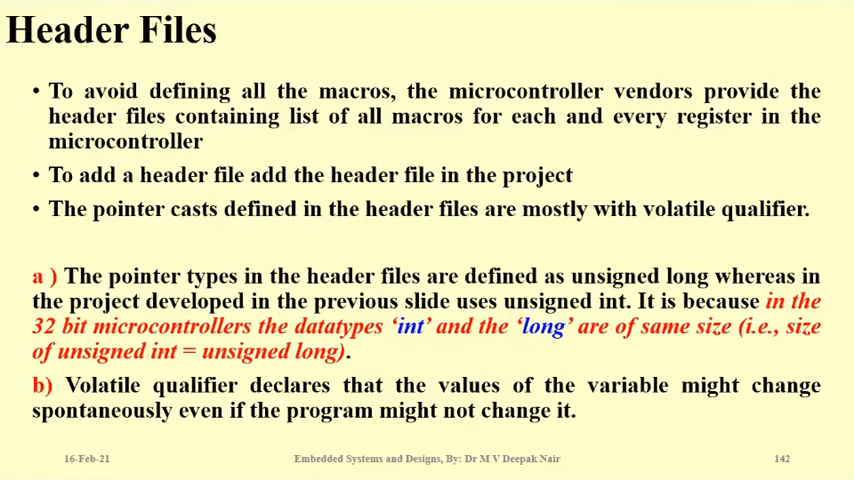 Header Files
• To avoid defining all the macros, the microcontroller vendors provide the
header files containing list of all macros for each and every register in the
microcontroller
• To add a header file add the header file in the project
• The pointer casts defined in the header files are mostly with volatile qualifier.
a ) The pointer types in the header files are defined as unsigned long whereas in
the project developed in the previous slide uses unsigned int. It is because in the
32 bit microcontrollers the datatypes ‘int’ and the ‘long’ are of same size (i.e., size
of unsigned int = unsigned long).
b) Volatile qualifier declares that the values of the variable might change
spontaneously even if the program might not change it.
16-Feb-21 Embedded Systems and Designs, By: Dr M V Deepak Nair 142